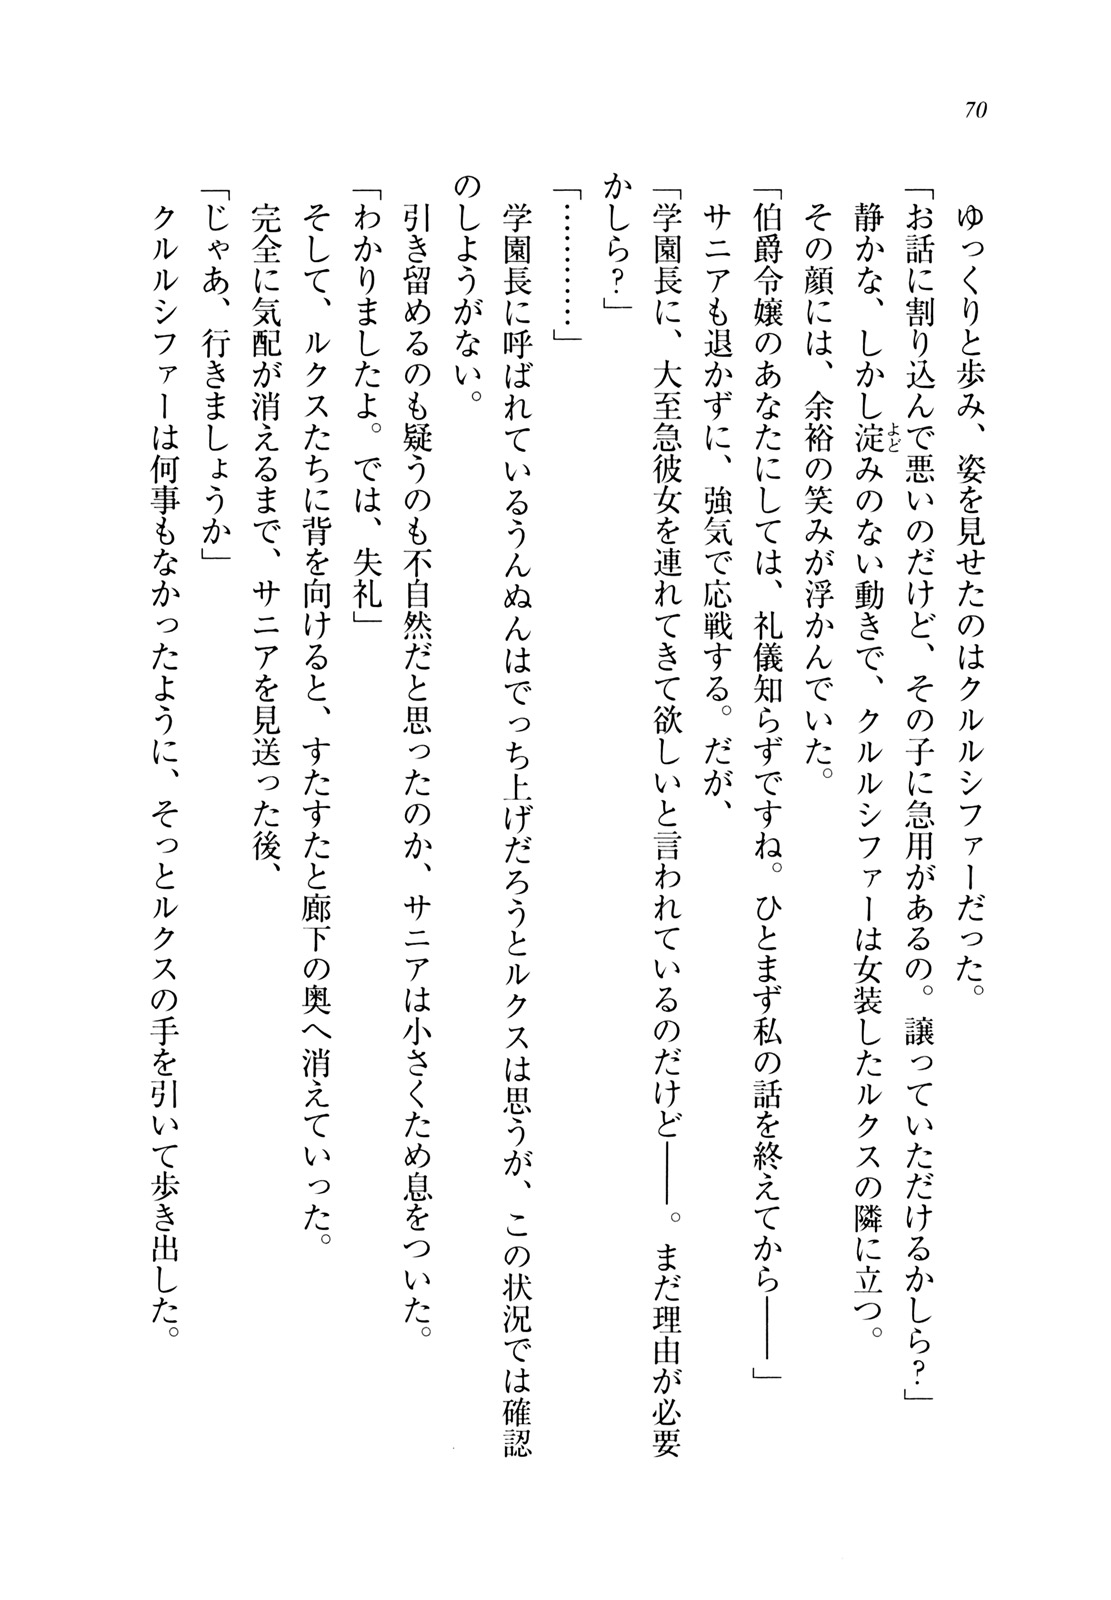 70
ゆっくりと歩み、姿を見せたのはクルルシファーだった。
「お話に割り込んで悪いのだけど、その子に急用があるの。譲っていただけるかしら?」
静かな、しかし淀みのない動きで、クルルシファーは女装したルクスの隣に立つ。
よど
その顔には、余裕の笑みが浮かんでいた。
「伯爵令嬢のあなたにしては、礼儀知らずですね。ひとまず私の話を終えてから――」
サニアも退かずに、強気で応戦する。だが、
「学園長に、大至急彼女を連れてきて欲しいと言われているのだけど――。まだ理由が必要
かしら?」
「…………」
学園長に呼ばれているうんぬんはでっち上げだろうとルクスは思うが、この状況では確認
のしようがない。
引き留めるのも疑うのも不自然だと思ったのか、サニアは小さくため息をついた。
「わかりましたよ。では、失礼」
そして、ルクスたちに背を向けると、すたすたと廊下の奥へ消えていった。
完全に気配が消えるまで、サニアを見送った後、
「じゃあ、行きましょうか」
クルルシファーは何事もなかったように、そっとルクスの手を引いて歩き出した。